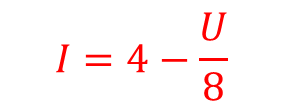 I = 4 − U/8